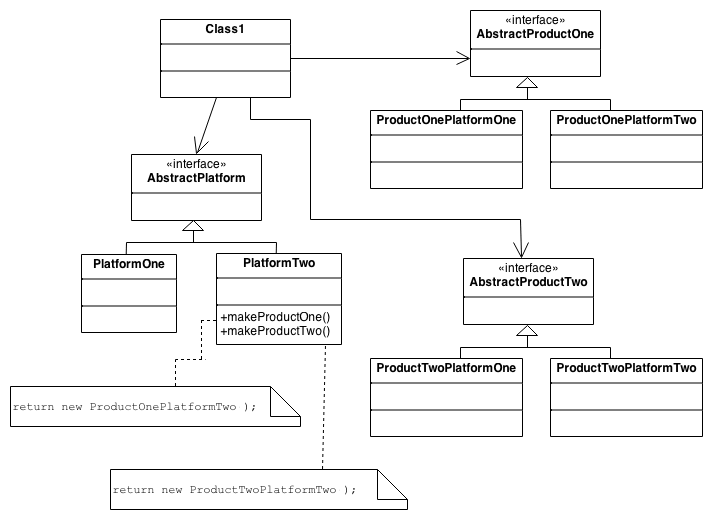 Class1
«interface»
AbstractProductOne
ProductOnePlatformOne
ProductOnePlatformTwo
«interface»
AbstractPlatform
PlatformOne
PlatformTwo
+makeProductOne()
+makeProductTwo()
«interface»
AbstractProductTwo
ProductTwoPlatformOne
ProductTwoPlatformTwo
return new ProductOnePlatformTwo );
return new ProductTwoPlatformTwo );